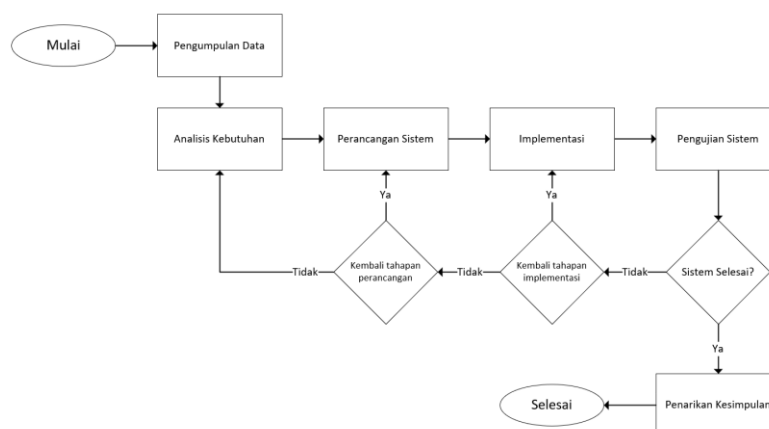 Mulai
Pengumpulan Data
Analisis Kebutuhan
Perancangan Sistem
Implementasi
Pengujian Sistem
Ya
Ya
Kembali tahapan
perancangan
Kembali tahapan
implementasi
Sistem Selesai?
Tidak
Tidak
Tidak
Ya
Selesai
Penarikan Kesimpulan